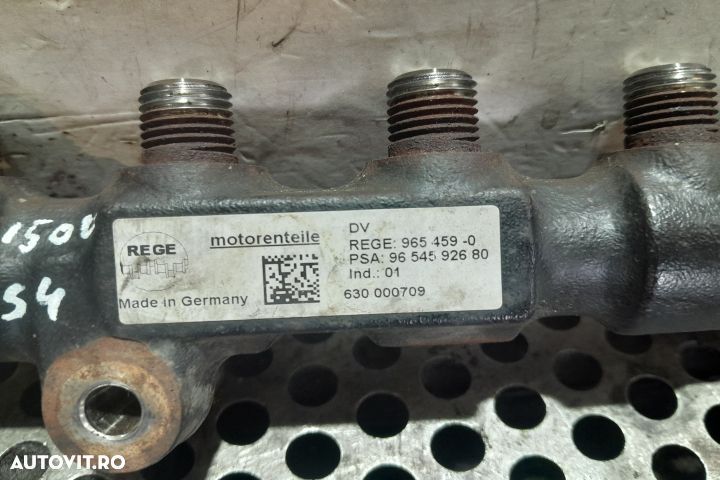 REGE
motorenteile
Made in Germany
DV
REGE: 965 459 -0
PSA: 96 545 926 80
Ind.: 01
630 000709
S4
AUTOVIT.RO